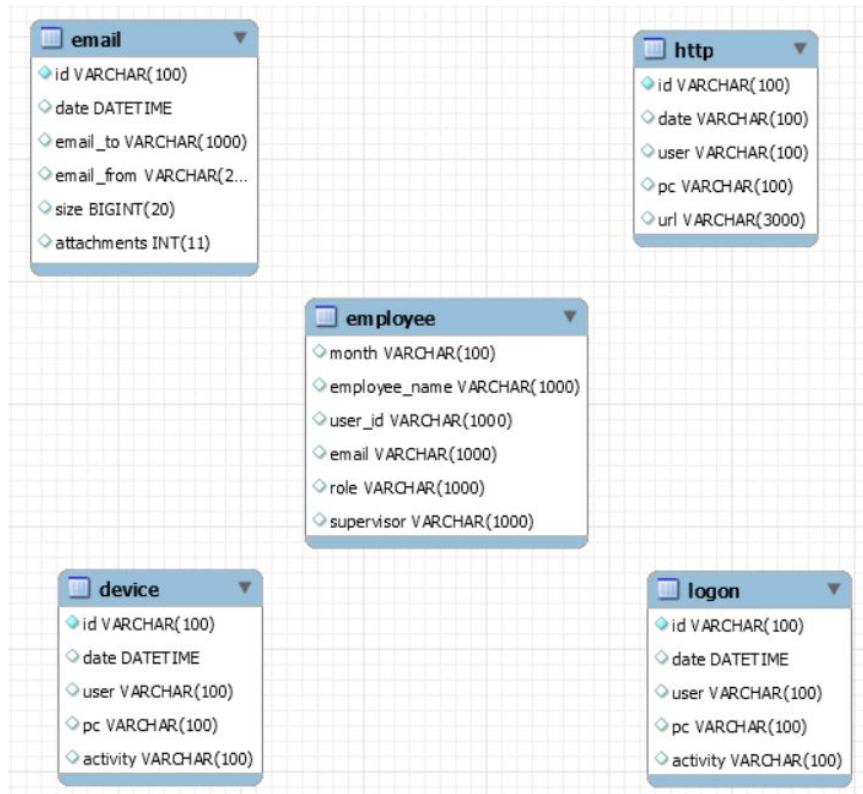 email
id VARCHAR(100)
date DATETIME
email_to VARCHAR(1000)
email_from VARCHAR(2...
size BIGINT(20)
attachments INT(11)
http
id VARCHAR(100)
date VARCHAR(100)
user VARCHAR(100)
pc VARCHAR(100)
url VARCHAR(3000)
employee
month VARCHAR(100)
employee_name VARCHAR(1000)
user_id VARCHAR(1000)
email VARCHAR(1000)
role VARCHAR(1000)
supervisor VARCHAR(1000)
device
id VARCHAR(100)
date DATETIME
user VARCHAR(100)
pc VARCHAR(100)
activity VARCHAR(100)
logon
id VARCHAR(100)
date DATETIME
user VARCHAR(100)
pc VARCHAR(100)
activity VARCHAR(100)